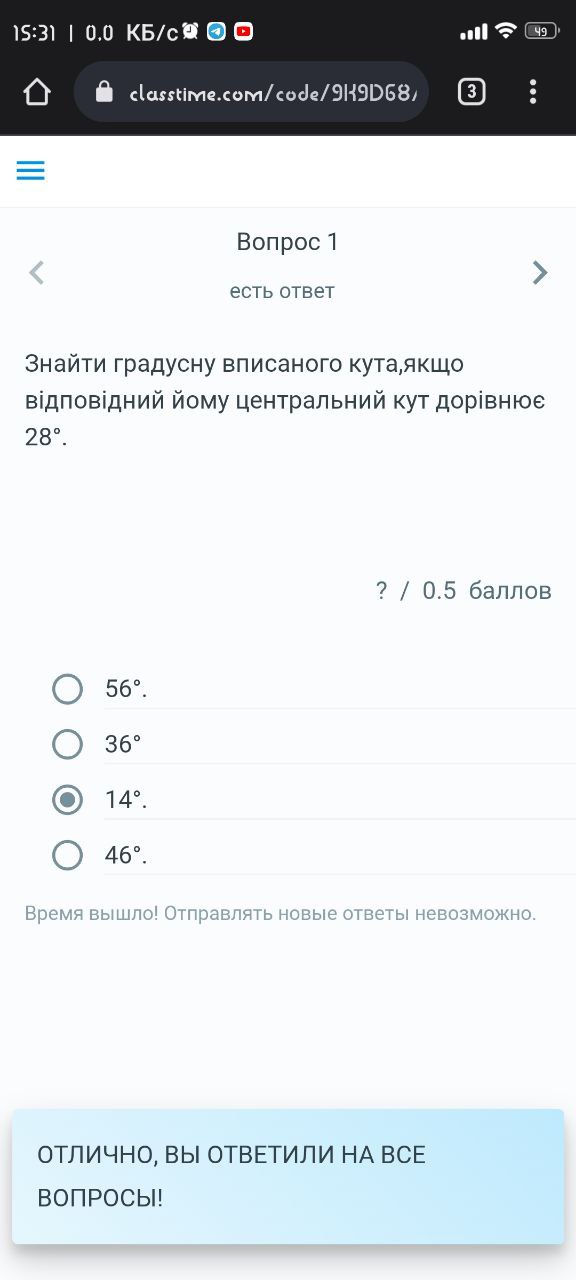 15:31 | 0,0 КБ/с
49
classtime.com/code/9K9D68/
3
Вопрос 1
есть ответ
Знайти градусну вписаного кута,якщо
відповідний йому центральний кут дорівнює
28°.
? / 0.5 баллов
56°.
36°
14°.
46°.
Время вышло! Отправлять новые ответы невозможно.
ОТЛИЧНО, ВЫ ОТВЕТИЛИ НА ВСЕ
ВОПРОСЫ!